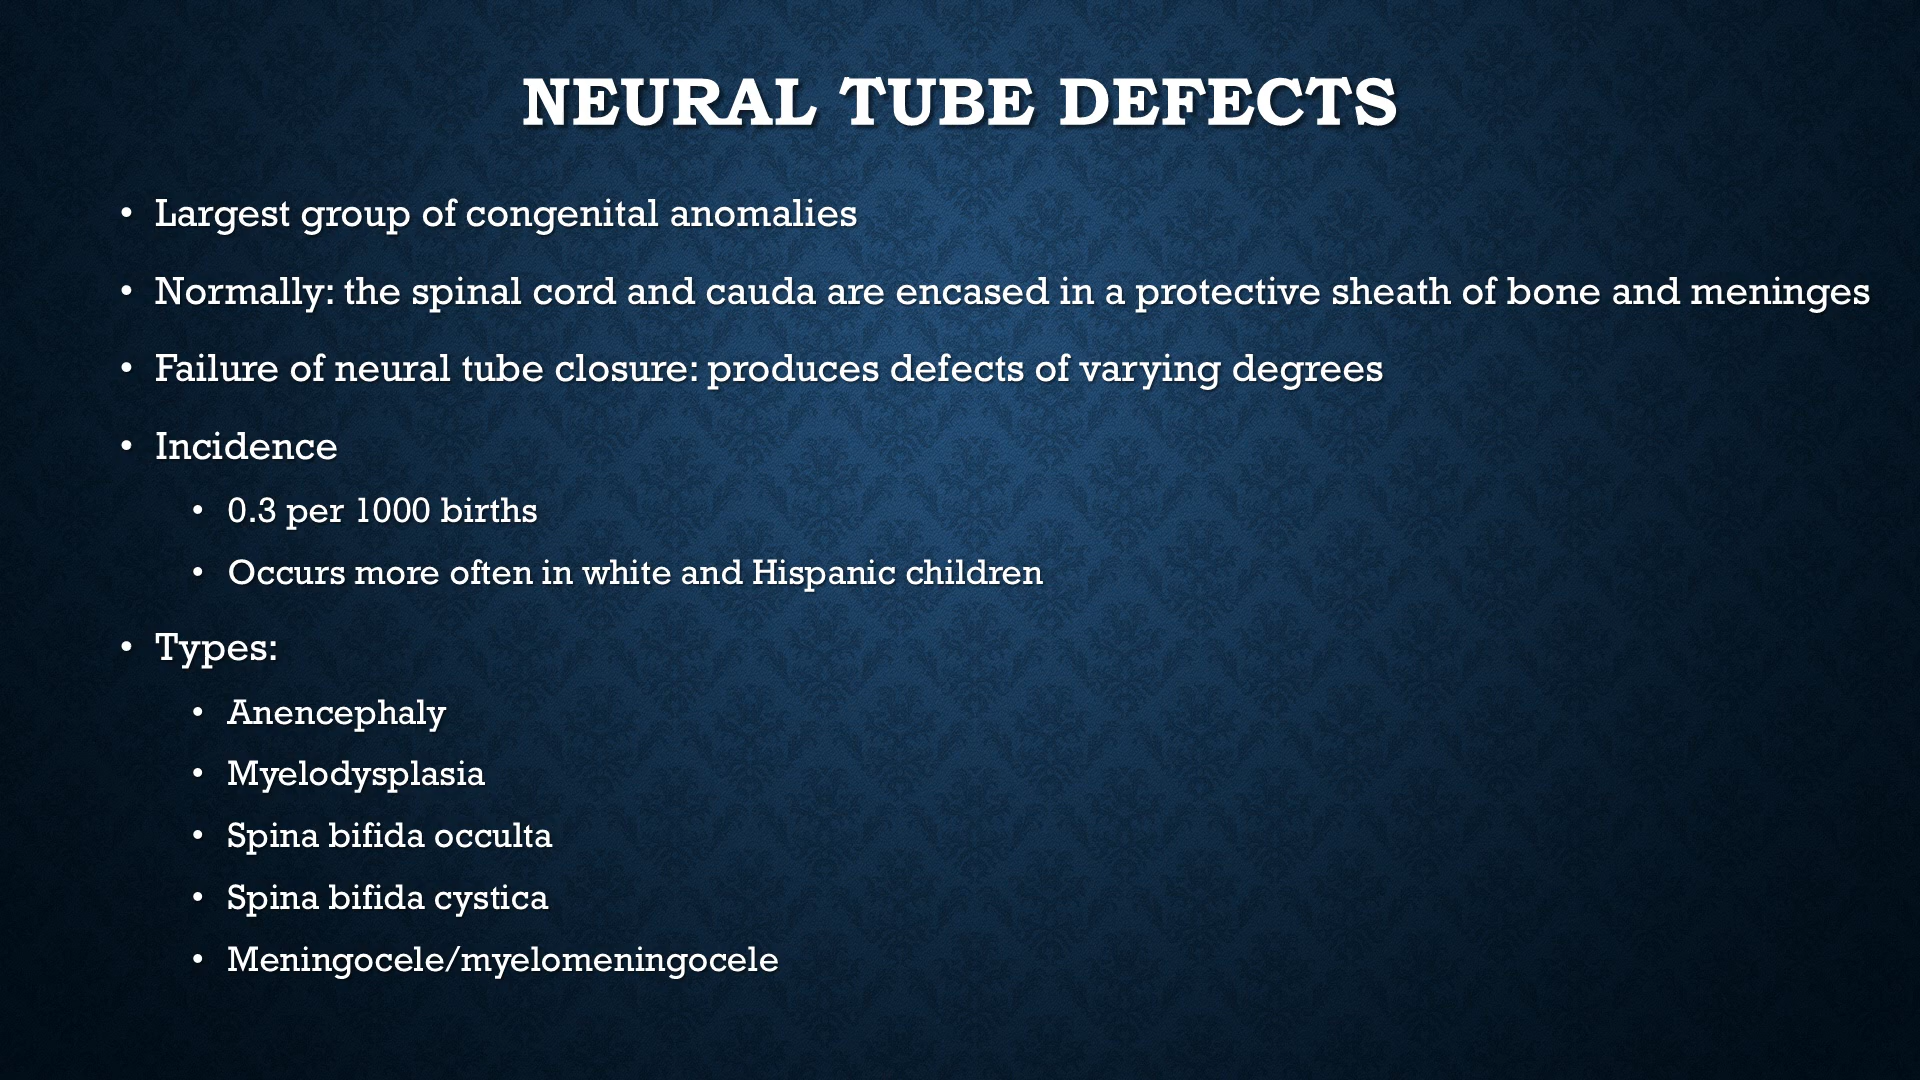 NEURAL TUBE DEFECTS
• Largest group of congenital anomalies
• Normally: the spinal cord and cauda are encased in a protective sheath of bone and meninges
• Failure of neural tube closure: produces defects of varying degrees
• Incidence
• 0.3 per 1000 births
• Occurs more often in white and Hispanic children
• Types:
• Anencephaly
• Myelodysplasia
• Spina bifida occulta
• Spina bifida cystica
• Meningocele/myelomeningocele